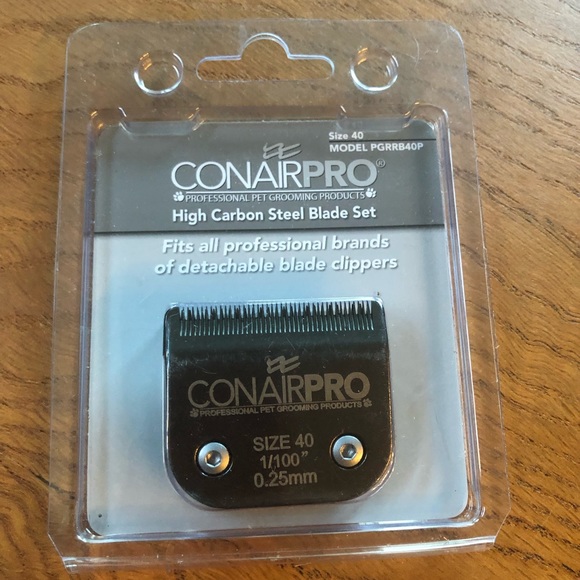 Size 40
MODEL PGRRB40P
CONAIRPRO®
PROFESSIONAL PET GROOMING PRODUCTS
High Carbon Steel Blade Set
Fits all professional brands
of detachable blade clippers
CONAIRPRO
PROFESSIONAL PET GROOMING PRODUCTS
SIZE 40
1/100"
0.25mm